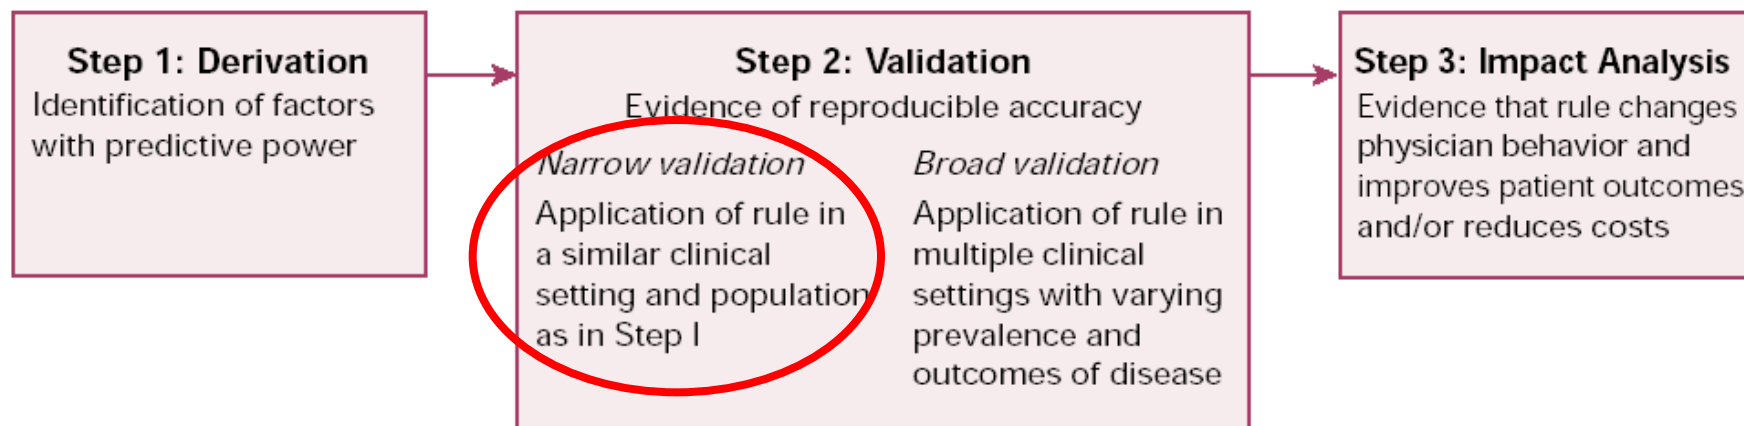 Step 1: Derivation
Identification of factors
with predictive power
Step 2: Validation
Evidence of reproducible accuracy
Narrow validation
Application of rule in
a similar clinical
setting and population
as in Step I
Broad validation
Application of rule in
multiple clinical
settings with varying
prevalence and
outcomes of disease
Step 3: Impact Analysis
Evidence that rule changes
physician behavior and
improves patient outcomes
and/or reduces costs